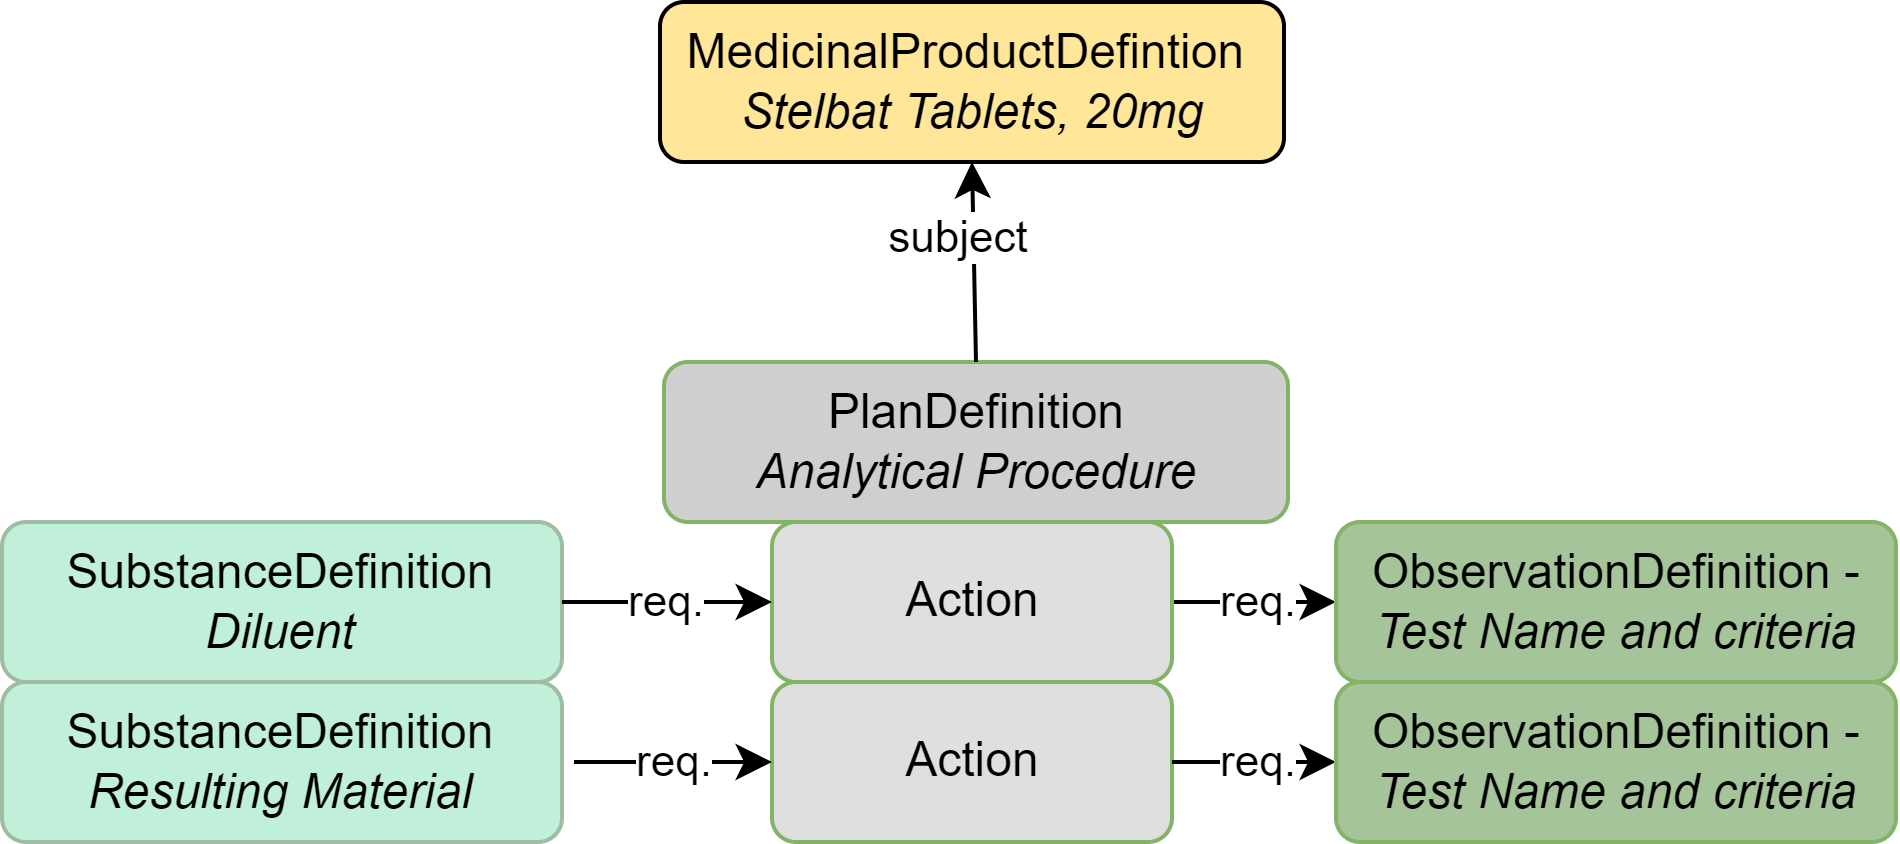 MedicinalProductDefintion
Stelbat Tablets, 20mg
subject
PlanDefinition
Analytical Procedure
SubstanceDefinition
Diluent
req.
Action
req.
ObservationDefinition -
Test Name and criteria
SubstanceDefinition
Resulting Material
req.
Action
req.
ObservationDefinition -
Test Name and criteria